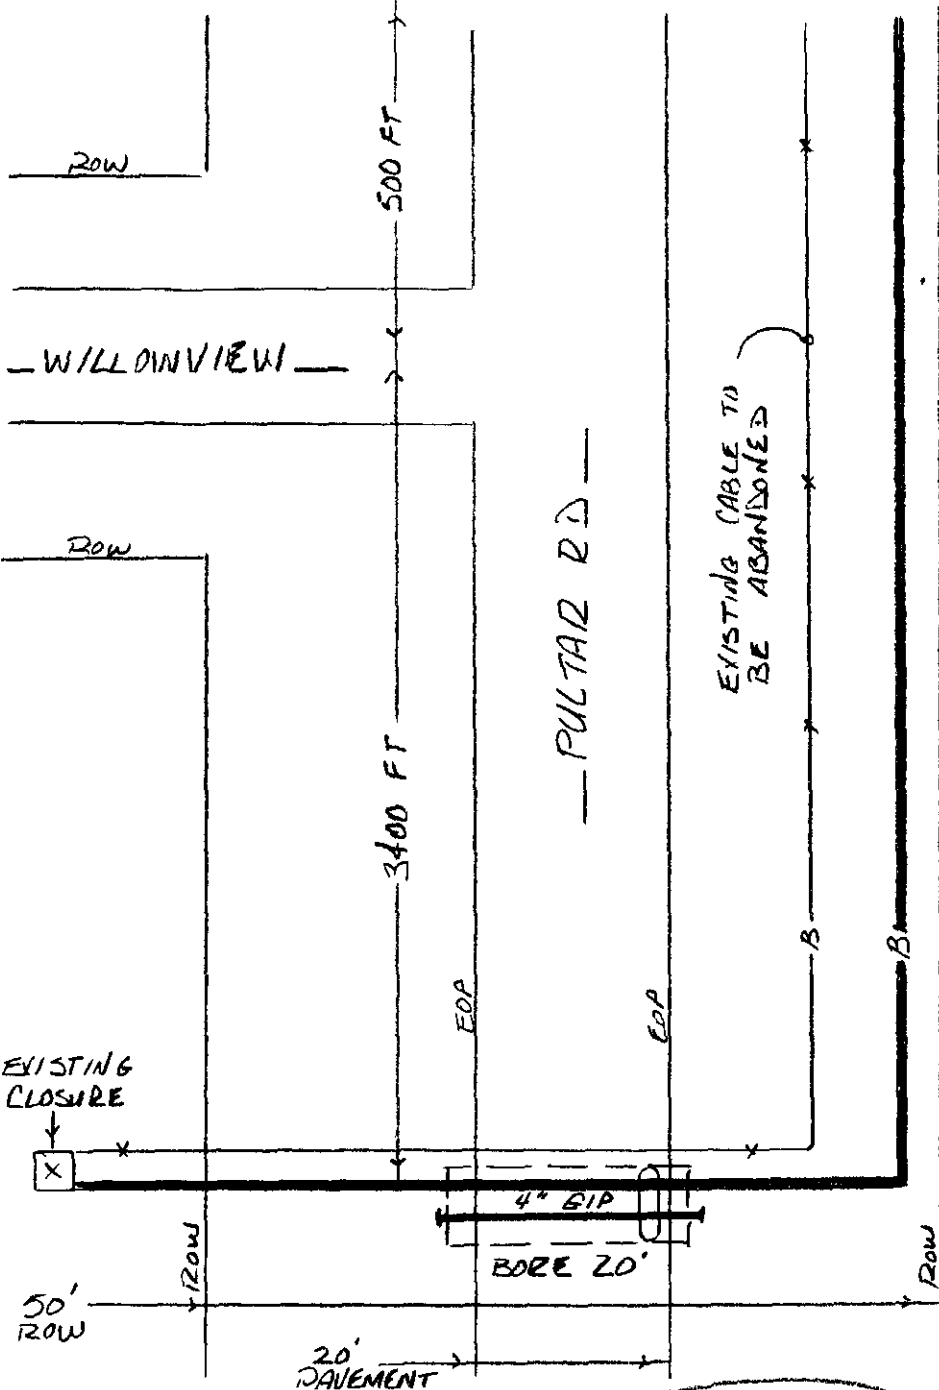 ROW
500 FT
WILLOWVIEW
ROW
PULTAR RD
EXISTING CABLE TO
BE ABANDONED
3400 FT
B
B
EOP
EOP
EXISTING
CLOSURE
X
4" GIP
BORE 20'
ROW
ROW
50'
ROW
20'
PAVEMENT